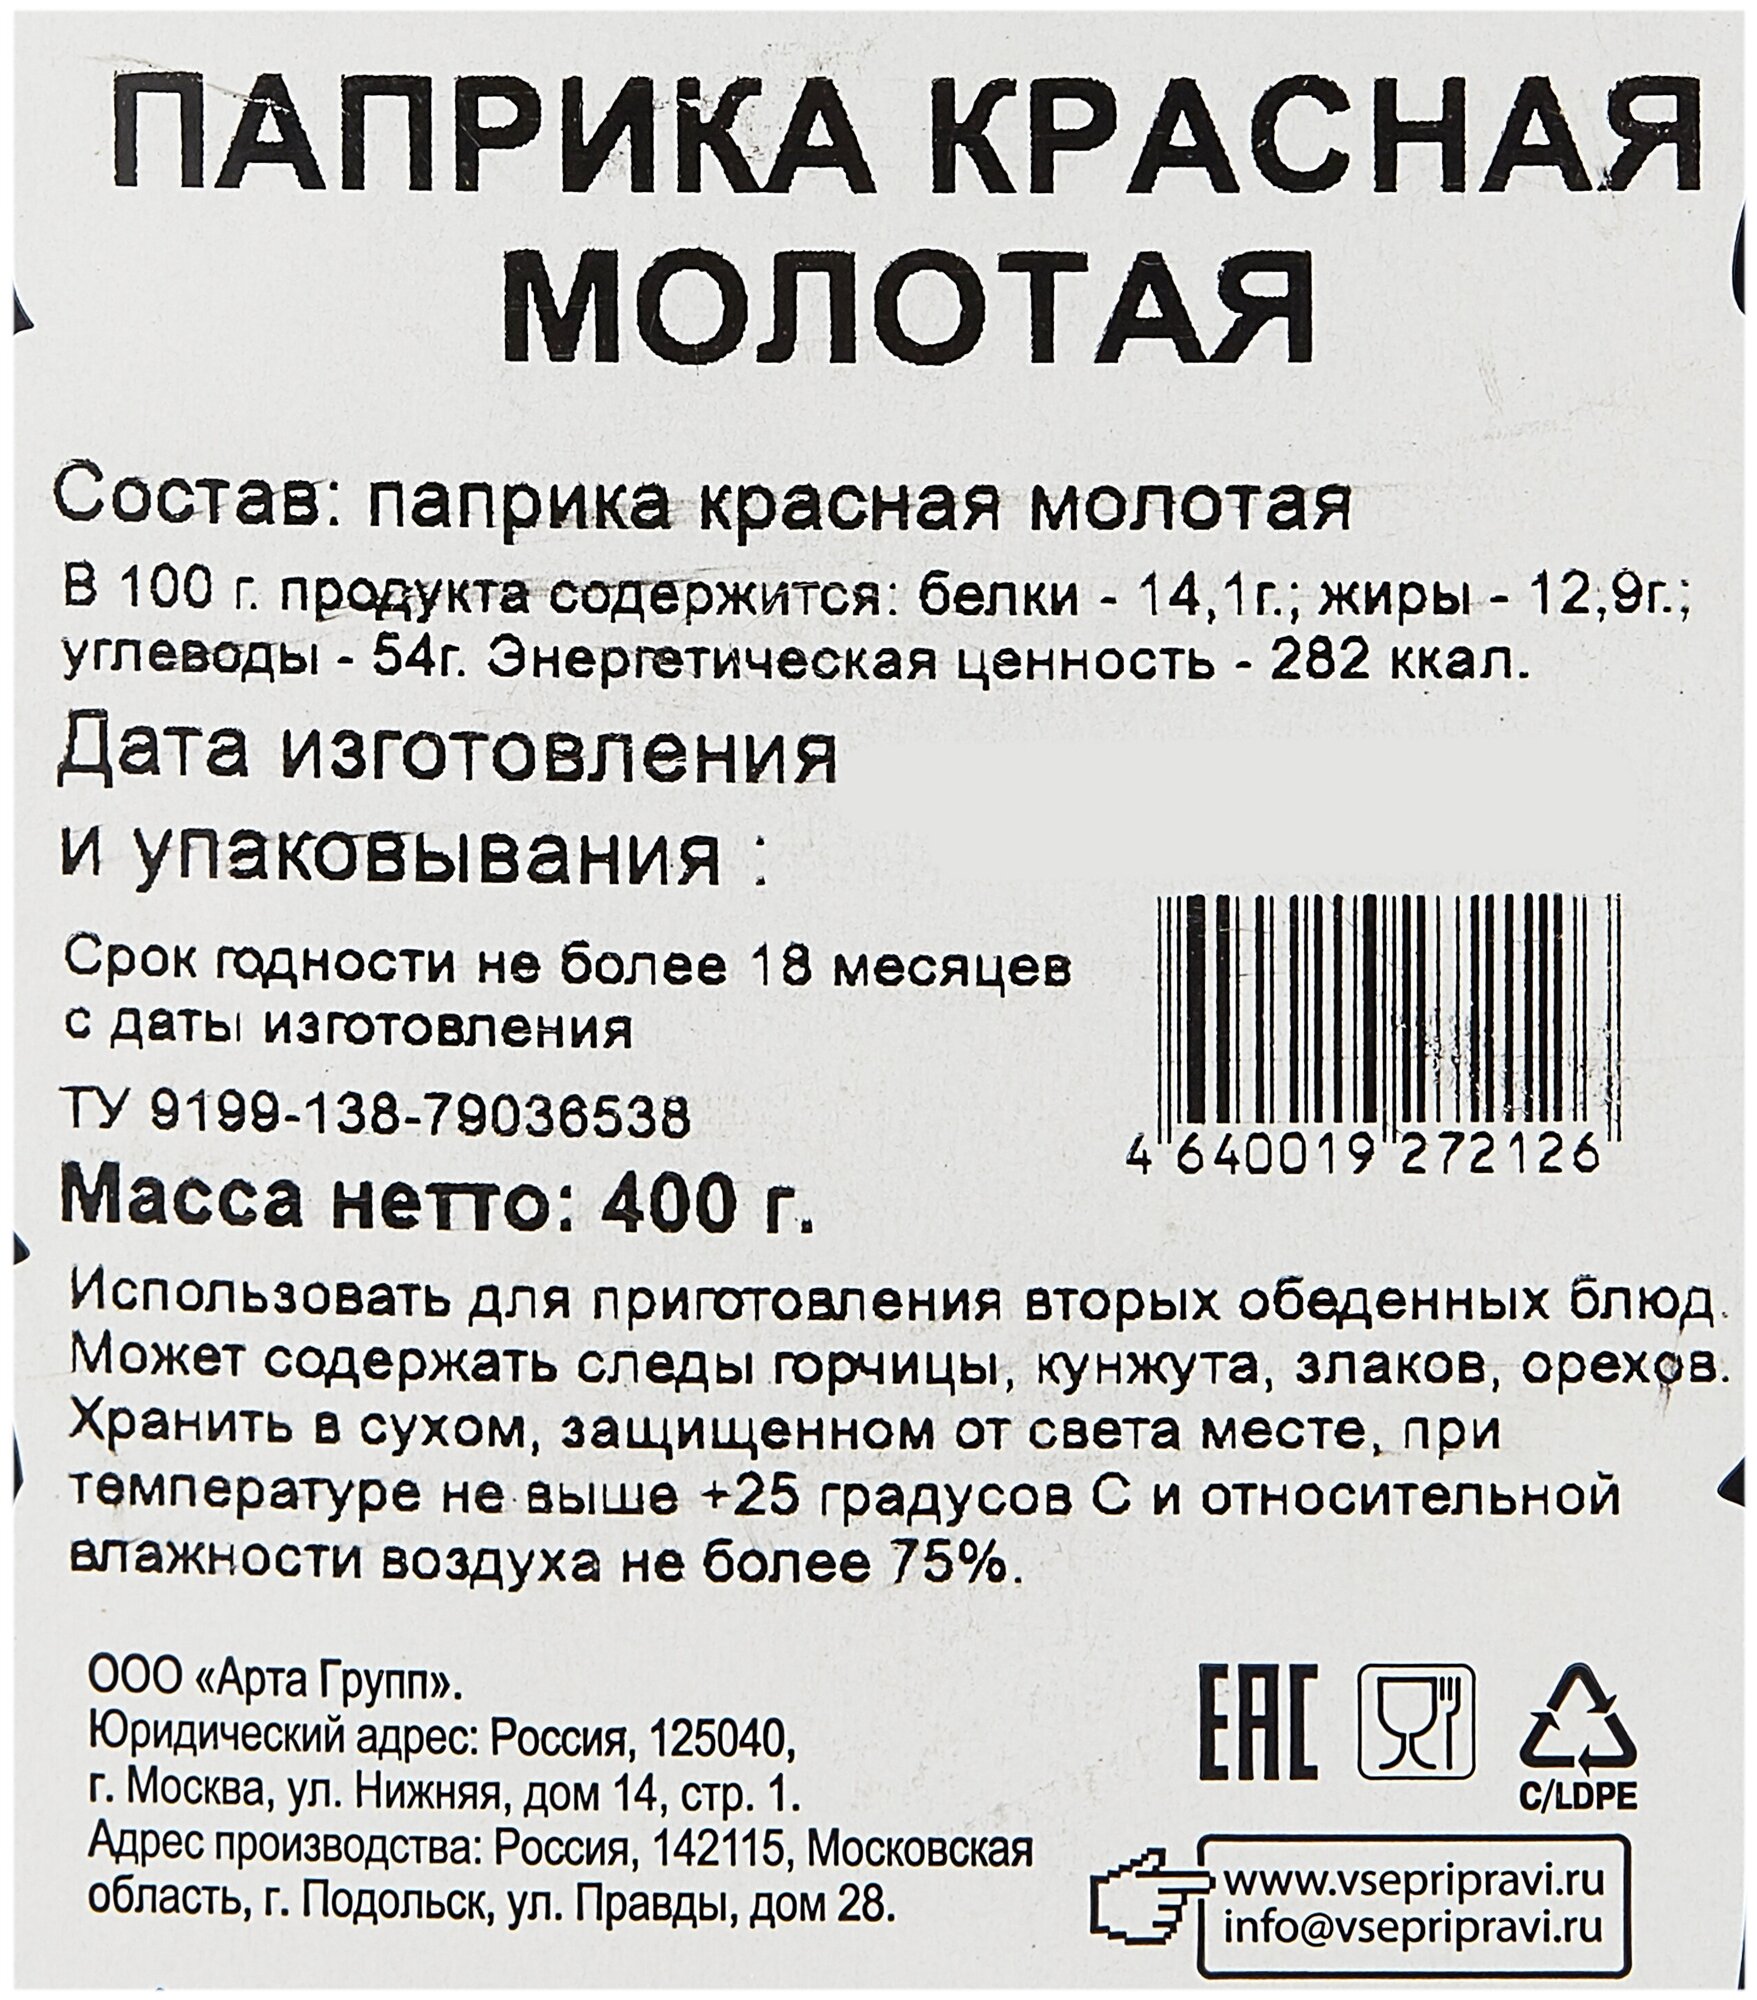 ПАПРИКА КРАСНАЯ
МОЛОТАЯ
Состав: паприка красная молотая
В 100 г. продукта содержится: белки - 14,1г.; жиры - 12,9г.;
углеводы - 54г. Энергетическая ценность - 282 ккал.
Дата изготовления
и упаковывания :
Срок годности не более 18 месяцев
с даты изготовления
ТУ 9199-138-79036538
4 640019 272126
Масса нетто: 400 г.
Использовать для приготовления вторых обеденных блюд.
Может содержать следы горчицы, кунжута, злаков, орехов.
Хранить в сухом, защищенном от света месте, при
температуре не выше +25 градусов С и относительной
влажности воздуха не более 75%.
ООО «Арта Групп».
Юридический адрес: Россия, 125040,
г. Москва, ул. Нижняя, дом 14, стр. 1.
Адрес производства: Россия, 142115, Московская
область, г. Подольск, ул. Правды, дом 28.
ЕАС
C/LDPE
www.vsepripravi.ru
info@vsepripravi.ru